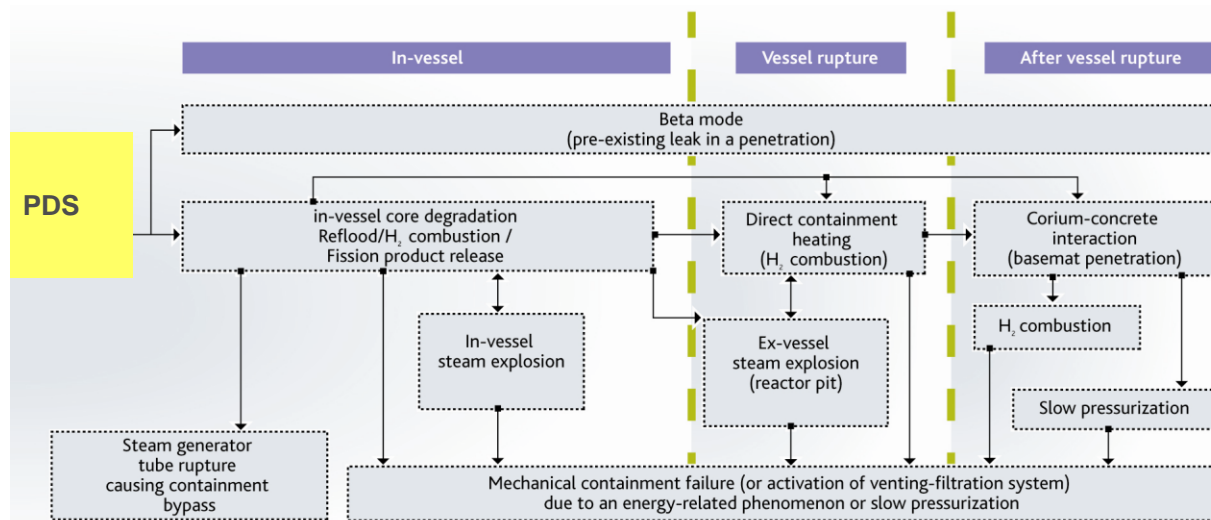 In-vessel
Vessel rupture
After vessel rupture
Beta mode
(pre-existing leak in a penetration)
PDS
in-vessel core degradation
Reflood/H₂ combustion /
Fission product release
Direct containment
heating
(H₂ combustion)
Corium-concrete
interaction
(basemat penetration)
In-vessel
steam explosion
Ex-vessel
steam explosion
(reactor pit)
H₂ combustion
Slow pressurization
Steam generator
tube rupture
causing containment
bypass
Mechanical containment failure (or activation of venting-filtration system)
due to an energy-related phenomenon or slow pressurization